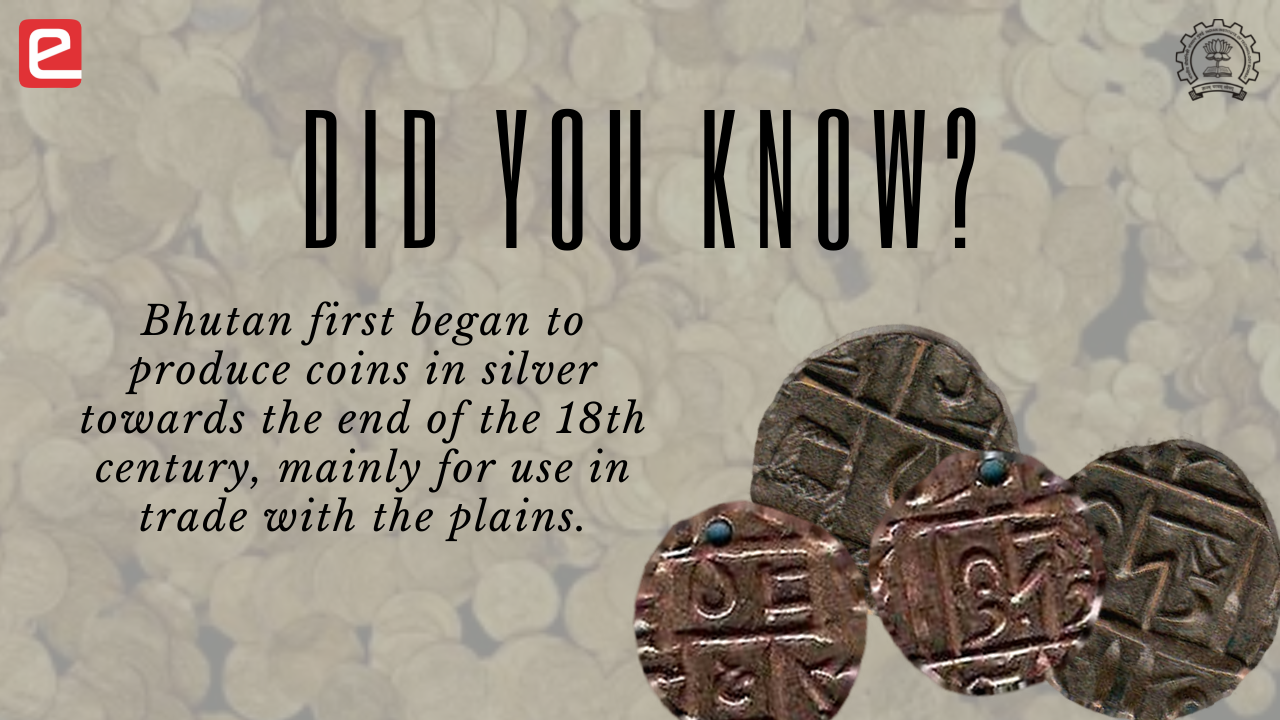 e
DID YOU KNOW?
Bhutan first began to
produce coins in silver
towards the end of the 18th
century, mainly for use in
trade with the plains.